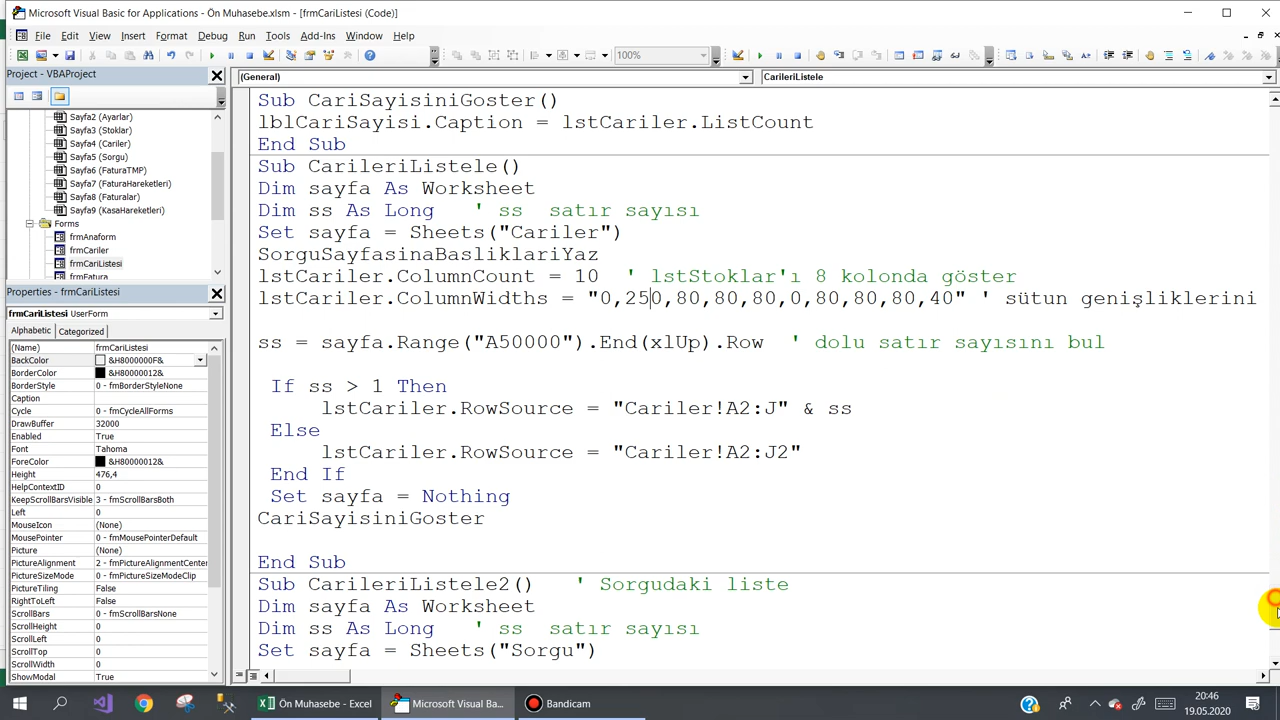 Microsoft Visual Basic for Applications - Ön Muhasebe.xlsm - [frmCariListesi (Code)]
File Edit View Insert Format Debug Run Tools Add-Ins Window Help
100%
Project - VBAProject
Sayfa2 (Ayarlar)
Sayfa3 (Stoklar)
Sayfa4 (Cariler)
Sayfa5 (Sorgu)
Sayfa6 (FaturaTMP)
Sayfa7 (FaturaHareketleri)
Sayfa8 (Faturalar)
Sayfa9 (KasaHareketleri)
Forms
frmAnaform
frmCariler
frmCariListesi
frmFatura
Properties - frmCariListesi
frmCariListesi UserForm
Alphabetic Categorized
(Name) frmCariListesi
BackColor &H8000000F&
BorderColor &H80000012&
BorderStyle 0 - fmBorderStyleNone
Caption
Cycle 0 - fmCycleAllForms
DrawBuffer 32000
Enabled True
Font Tahoma
ForeColor &H80000012&
Height 476,4
HelpContextID 0
KeepScrollBarsVisible 3 - fmScrollBarsBoth
Left 0
MouseIcon (None)
MousePointer 0 - fmMousePointerDefault
Picture (None)
PictureAlignment 2 - fmPictureAlignmentCenter
PictureSizeMode 0 - fmPictureSizeModeClip
PictureTiling False
RightToLeft False
ScrollBars 0 - fmScrollBarsNone
ScrollHeight 0
ScrollLeft 0
ScrollTop 0
ScrollWidth 0
ShowModal True
(General) CarileriListele
Sub CariSayisiniGoster()
lblCariSayisi.Caption = lstCariler.ListCount
End Sub
Sub CarileriListele()
Dim sayfa As Worksheet
Dim ss As Long ' ss satır sayısı
Set sayfa = Sheets("Cariler")
SorguSayfasinaBasliklariYaz
lstCariler.ColumnCount = 10 ' lstStoklar'ı 8 kolonda göster
lstCariler.ColumnWidths = "0,250,80,80,80,0,80,80,80,40" ' sütun genişliklerini
ss = sayfa.Range("A50000").End(xlUp).Row ' dolu satır sayısını bul
If ss > 1 Then
lstCariler.RowSource = "Cariler!A2:J" & ss
Else
lstCariler.RowSource = "Cariler!A2:J2"
End If
Set sayfa = Nothing
CariSayisiniGoster
End Sub
Sub CarileriListele2() ' Sorgudaki liste
Dim sayfa As Worksheet
Dim ss As Long ' ss satır sayısı
Set sayfa = Sheets("Sorgu")
Ön Muhasebe - Excel
Microsoft Visual Ba...
Bandicam
20:46
19.05.2020